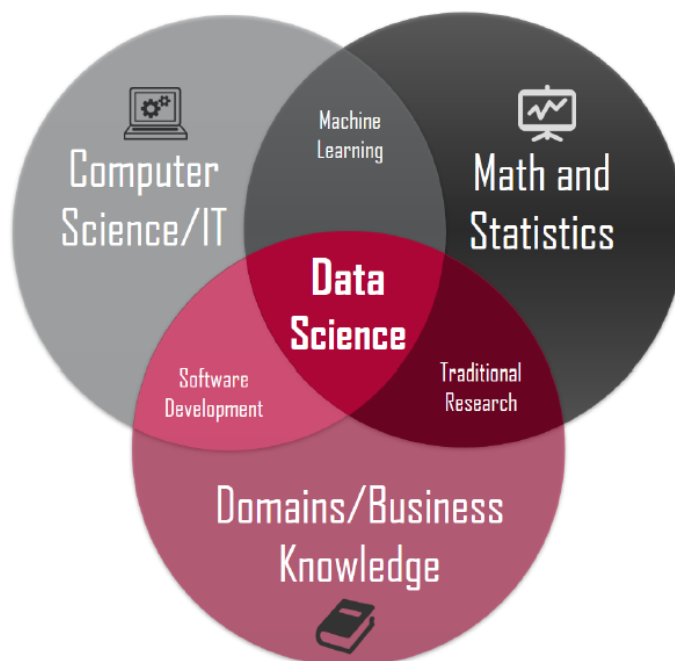 Machine
Learning
Computer
Science/IT
Math and
Statistics
Data
Science
Software
Development
Traditional
Research
Domains/Business
Knowledge